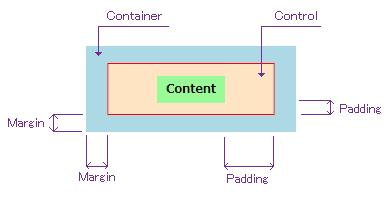 Container
Control
Content
Padding
Margin
Margin
Padding